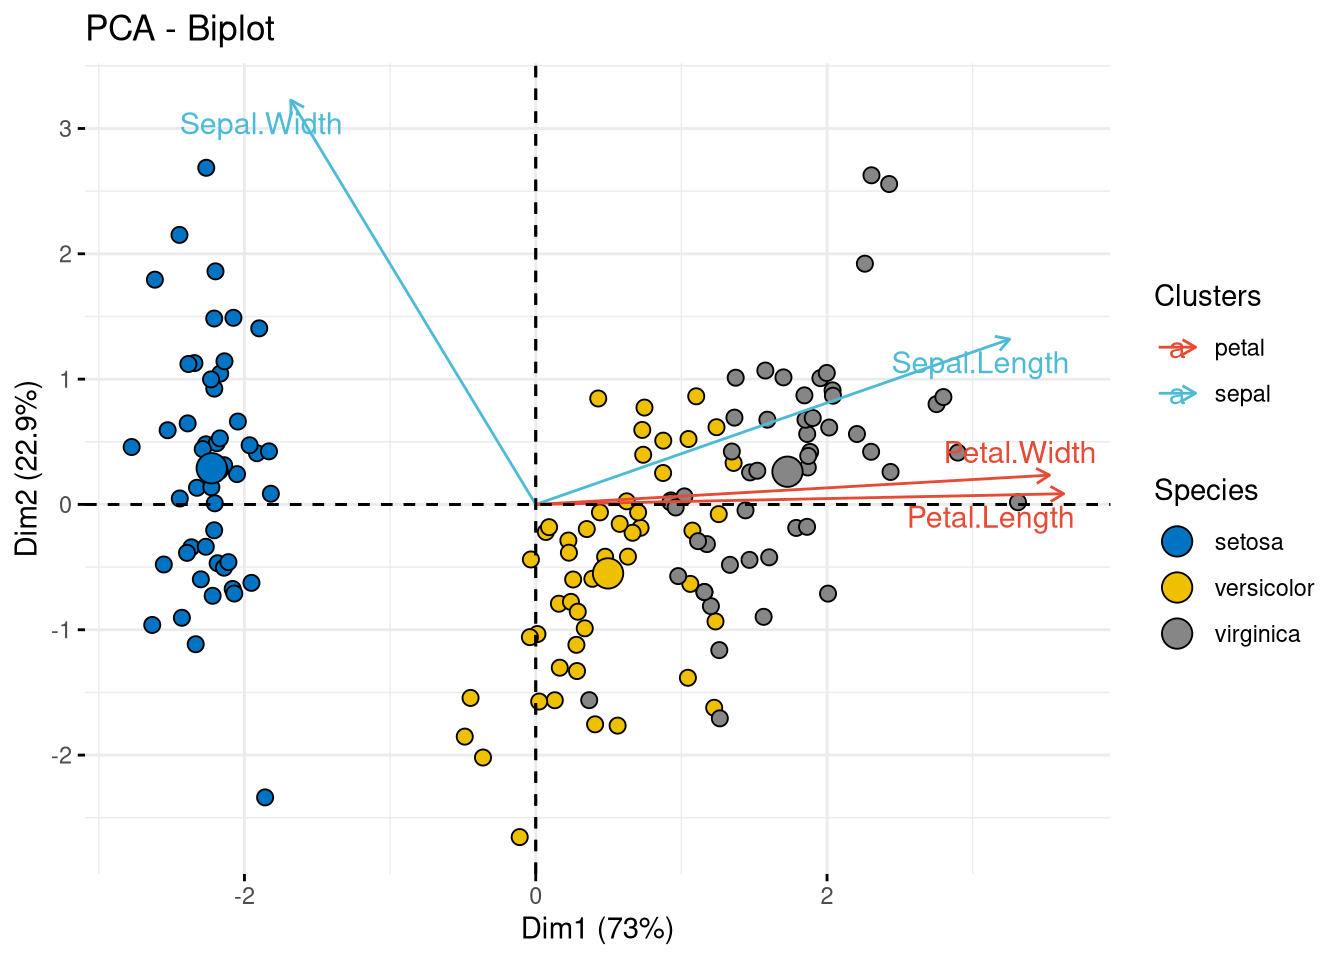 PCA - Biplot
Dim2 (22.9%)
3
2
1
0
-1
-2
Sepal.Width
Sepal.Length
Petal.Width
Petal.Length
-2
0
2
Dim1 (73%)
Clusters
a petal
a sepal
Species
setosa
versicolor
virginica